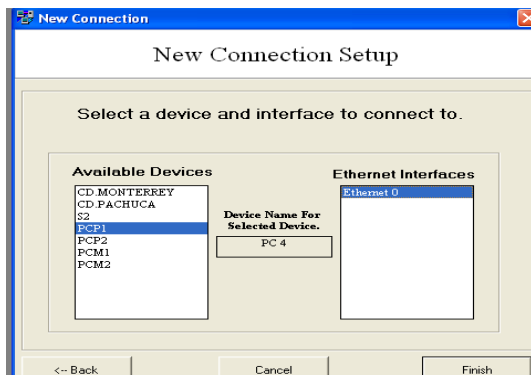 New Connection
New Connection Setup
Select a device and interface to connect to.
Available Devices
CD.MONTERREY
CD.PACHUCA
S2
PCP1
PCP2
PCM1
PCM2
Device Name For
Selected Device.
PC 4
Ethernet Interfaces
Ethernet 0
<-- Back
Cancel
Finish